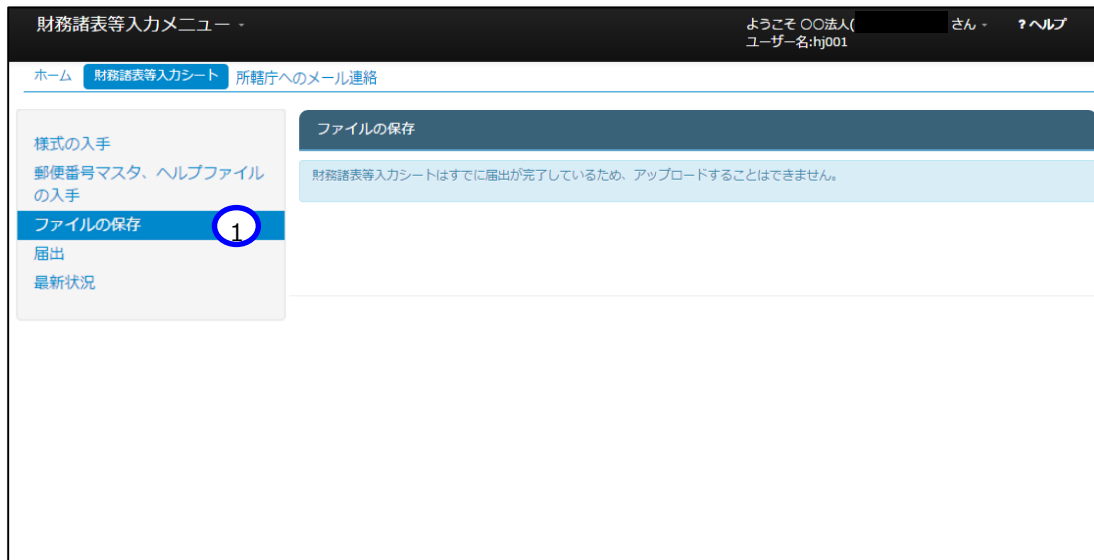 財務諸表等入力メニュー
ようこそ 〇〇法人( さん
?ヘルプ
ユーザー名:hj001
ホーム 財務諸表等入力シート 所轄庁へのメール連絡
様式の入手
郵便番号マスタ、ヘルプファイル
の入手
ファイルの保存 1
届出
最新状況
ファイルの保存
財務諸表等入力シートはすでに届出が完了しているため、アップロードすることはできません。